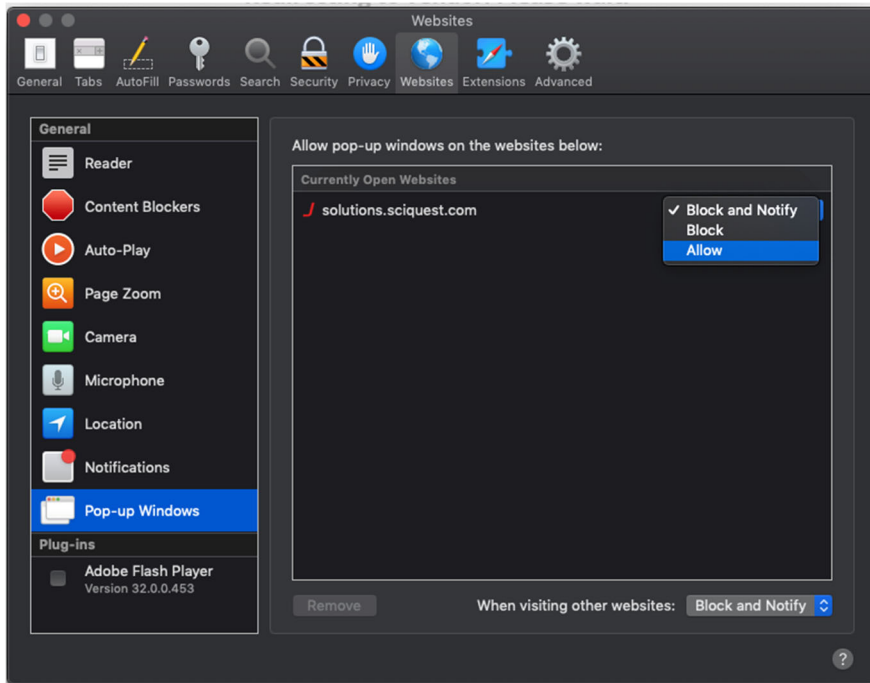 Websites
General Tabs AutoFill Passwords Search Security Privacy Websites Extensions Advanced
General
Reader
Content Blockers
Auto-Play
Page Zoom
Camera
Microphone
Location
Notifications
Pop-up Windows
Plug-ins
Adobe Flash Player
Version 32.0.0.453
Allow pop-up windows on the websites below:
Currently Open Websites
solutions.sciquest.com
✓ Block and Notify
Block
Allow
Remove
When visiting other websites: Block and Notify
?